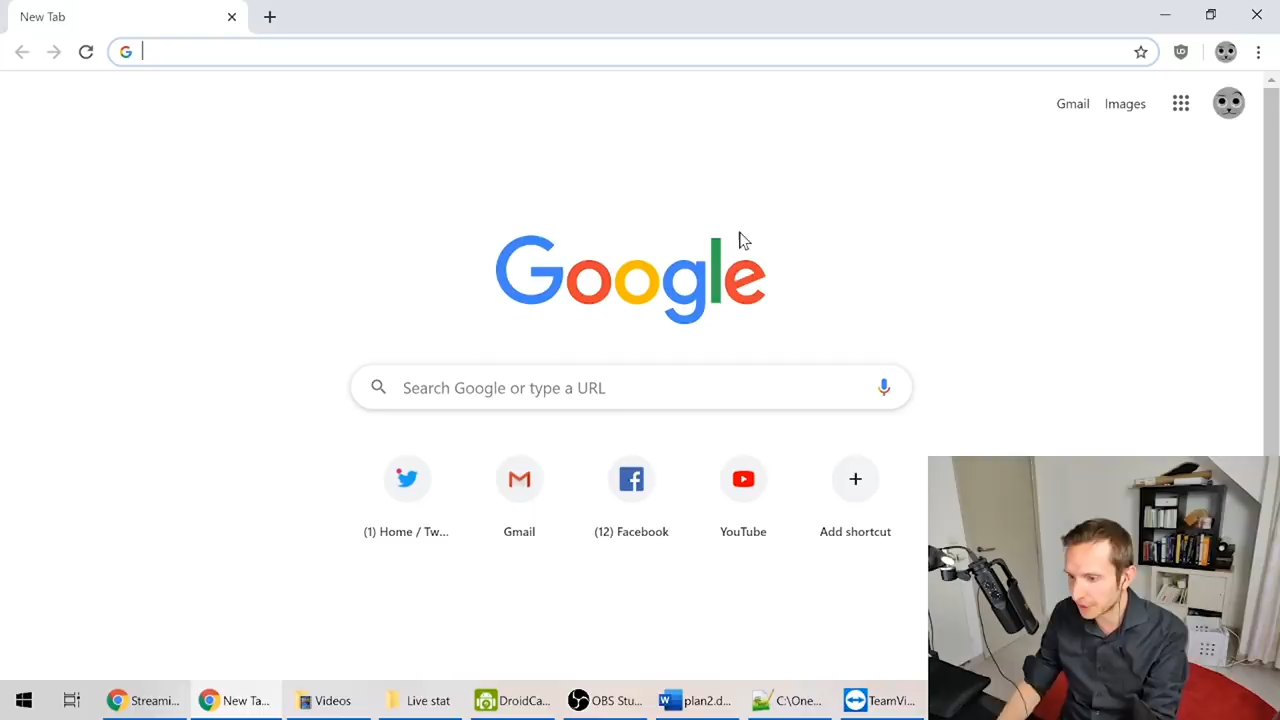 New Tab
Gmail Images
Google
Search Google or type a URL
(1) Home / Tw... Gmail (12) Facebook YouTube Add shortcut
Streami... New Ta... Videos Live stat DroidCa... OBS Stu... plan2.d... C:\One... TeamVi...